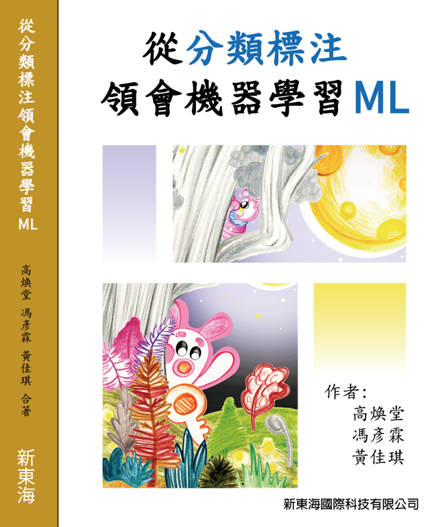 從分類標注領會機器學習ML
高煥堂 馮彥霖 黃佳琪 合著
新東海
從分類標注
領會機器學習ML
作者:
高煥堂
馮彥霖
黃佳琪
新東海國際科技有限公司